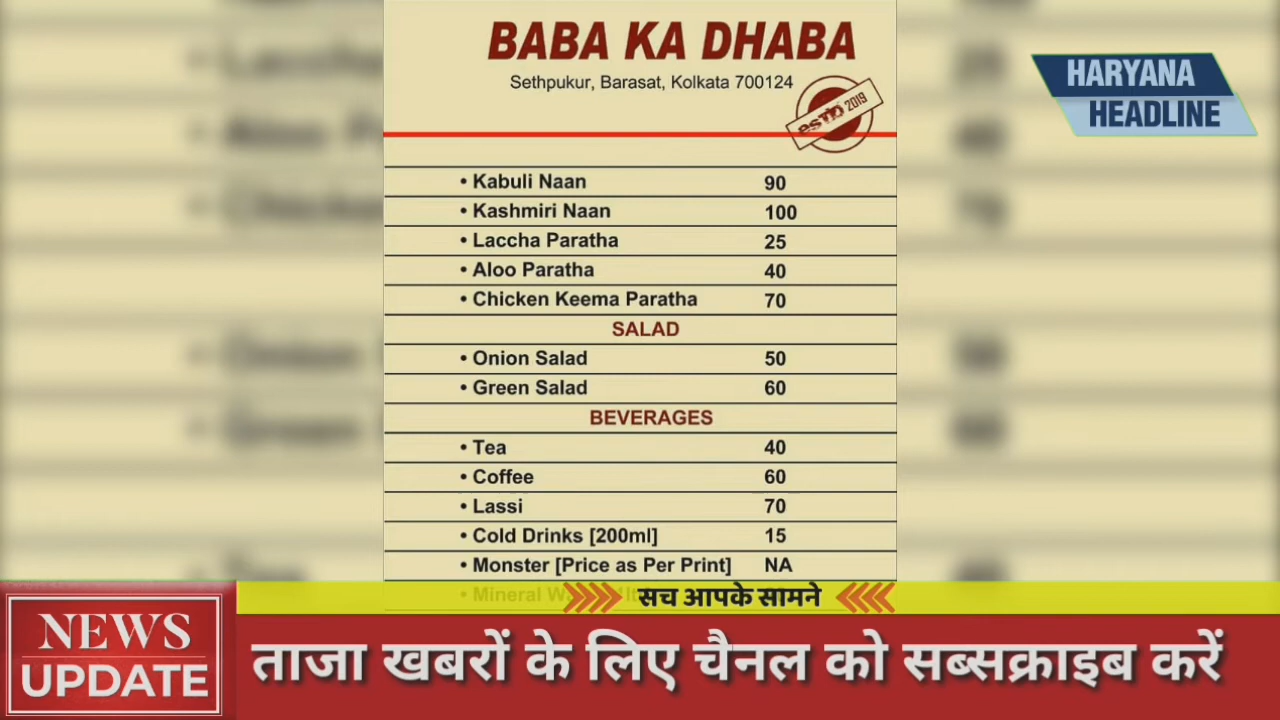 BABA KA DHABA
Sethpukur, Barasat, Kolkata 700124
ESTD 2019
HARYANA
HEADLINE
• Kabuli Naan 90
• Kashmiri Naan 100
• Laccha Paratha 25
• Aloo Paratha 40
• Chicken Keema Paratha 70
SALAD
• Onion Salad 50
• Green Salad 60
BEVERAGES
• Tea 40
• Coffee 60
• Lassi 70
• Cold Drinks [200ml] 15
• Monster [Price as Per Print] NA
• Mineral
सच आपके सामने
NEWS
UPDATE
ताजा खबरों के लिए चैनल को सब्सक्राइब करें